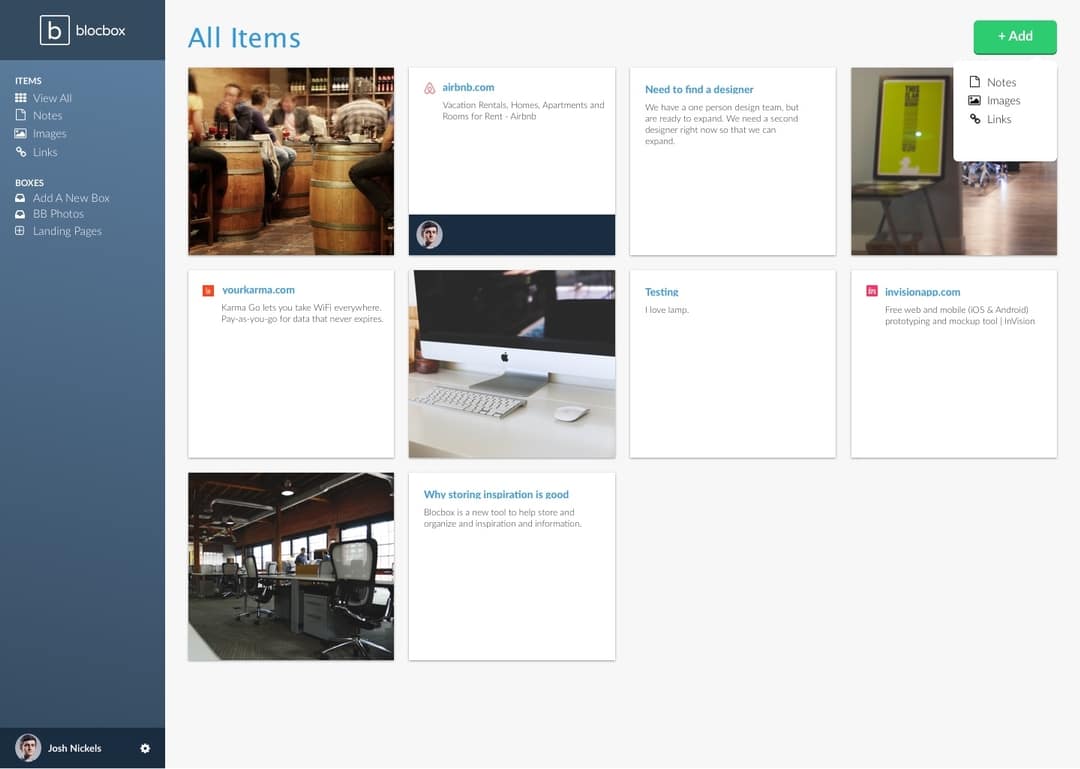 b blocbox
ITEMS
View All
Notes
Images
Links
BOXES
Add A New Box
BB Photos
Landing Pages
Josh Nickels
All Items
+ Add
Notes
Images
Links
airbnb.com
Vacation Rentals, Homes, Apartments and
Rooms for Rent - Airbnb
Need to find a designer
We have a one person design team, but
are ready to expand. We need a second
designer right now so that we can
expand.
THIS
IS AN
yourkarma.com
Karma Go lets you take WiFi everywhere.
Pay-as-you-go for data that never expires.
Testing
I love lamp.
in
invisionapp.com
Free web and mobile (iOS & Android)
prototyping and mockup tool | InVision
Why storing inspiration is good
Blocbox is a new tool to help store and
organize and inspiration and information.